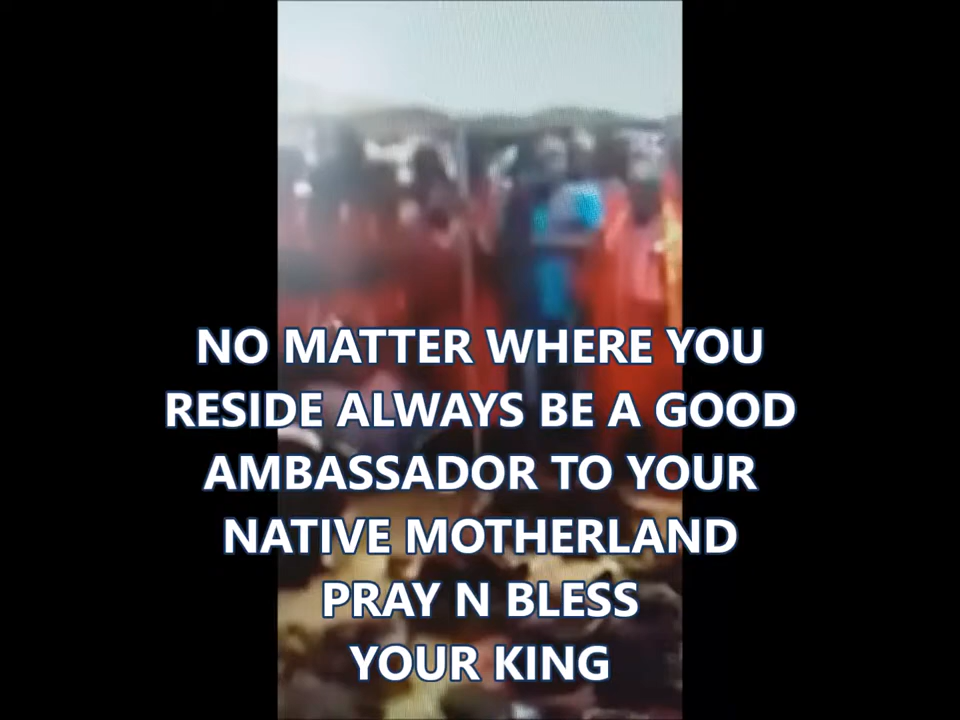 NO MATTER WHERE YOU
RESIDE ALWAYS BE A GOOD
AMBASSADOR TO YOUR
NATIVE MOTHERLAND
PRAY N BLESS
YOUR KING